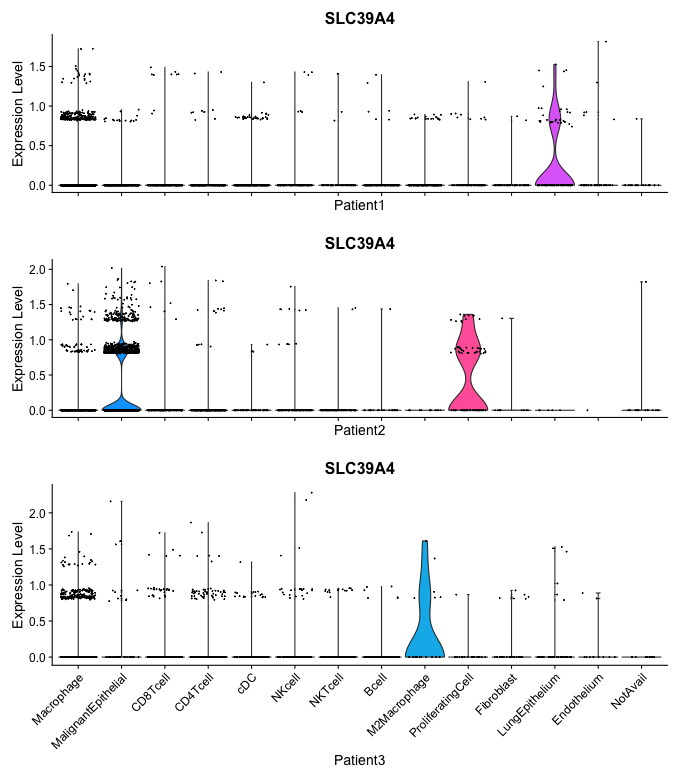 SLC39A4
Expression Level
1.5
1.0
0.5
0.0
Patient1
SLC39A4
Expression Level
2.0
1.5
1.0
0.5
0.0
Patient2
SLC39A4
Expression Level
2.0
1.5
1.0
0.5
0.0
Macrophage
MalignantEpithelial
CD8Tcell
CD4Tcell
cDC
NKcell
NKTcell
Bcell
M2Macrophage
ProliferatingCell
Fibroblast
LungEpithelium
Endothelium
NotAvail
Patient3